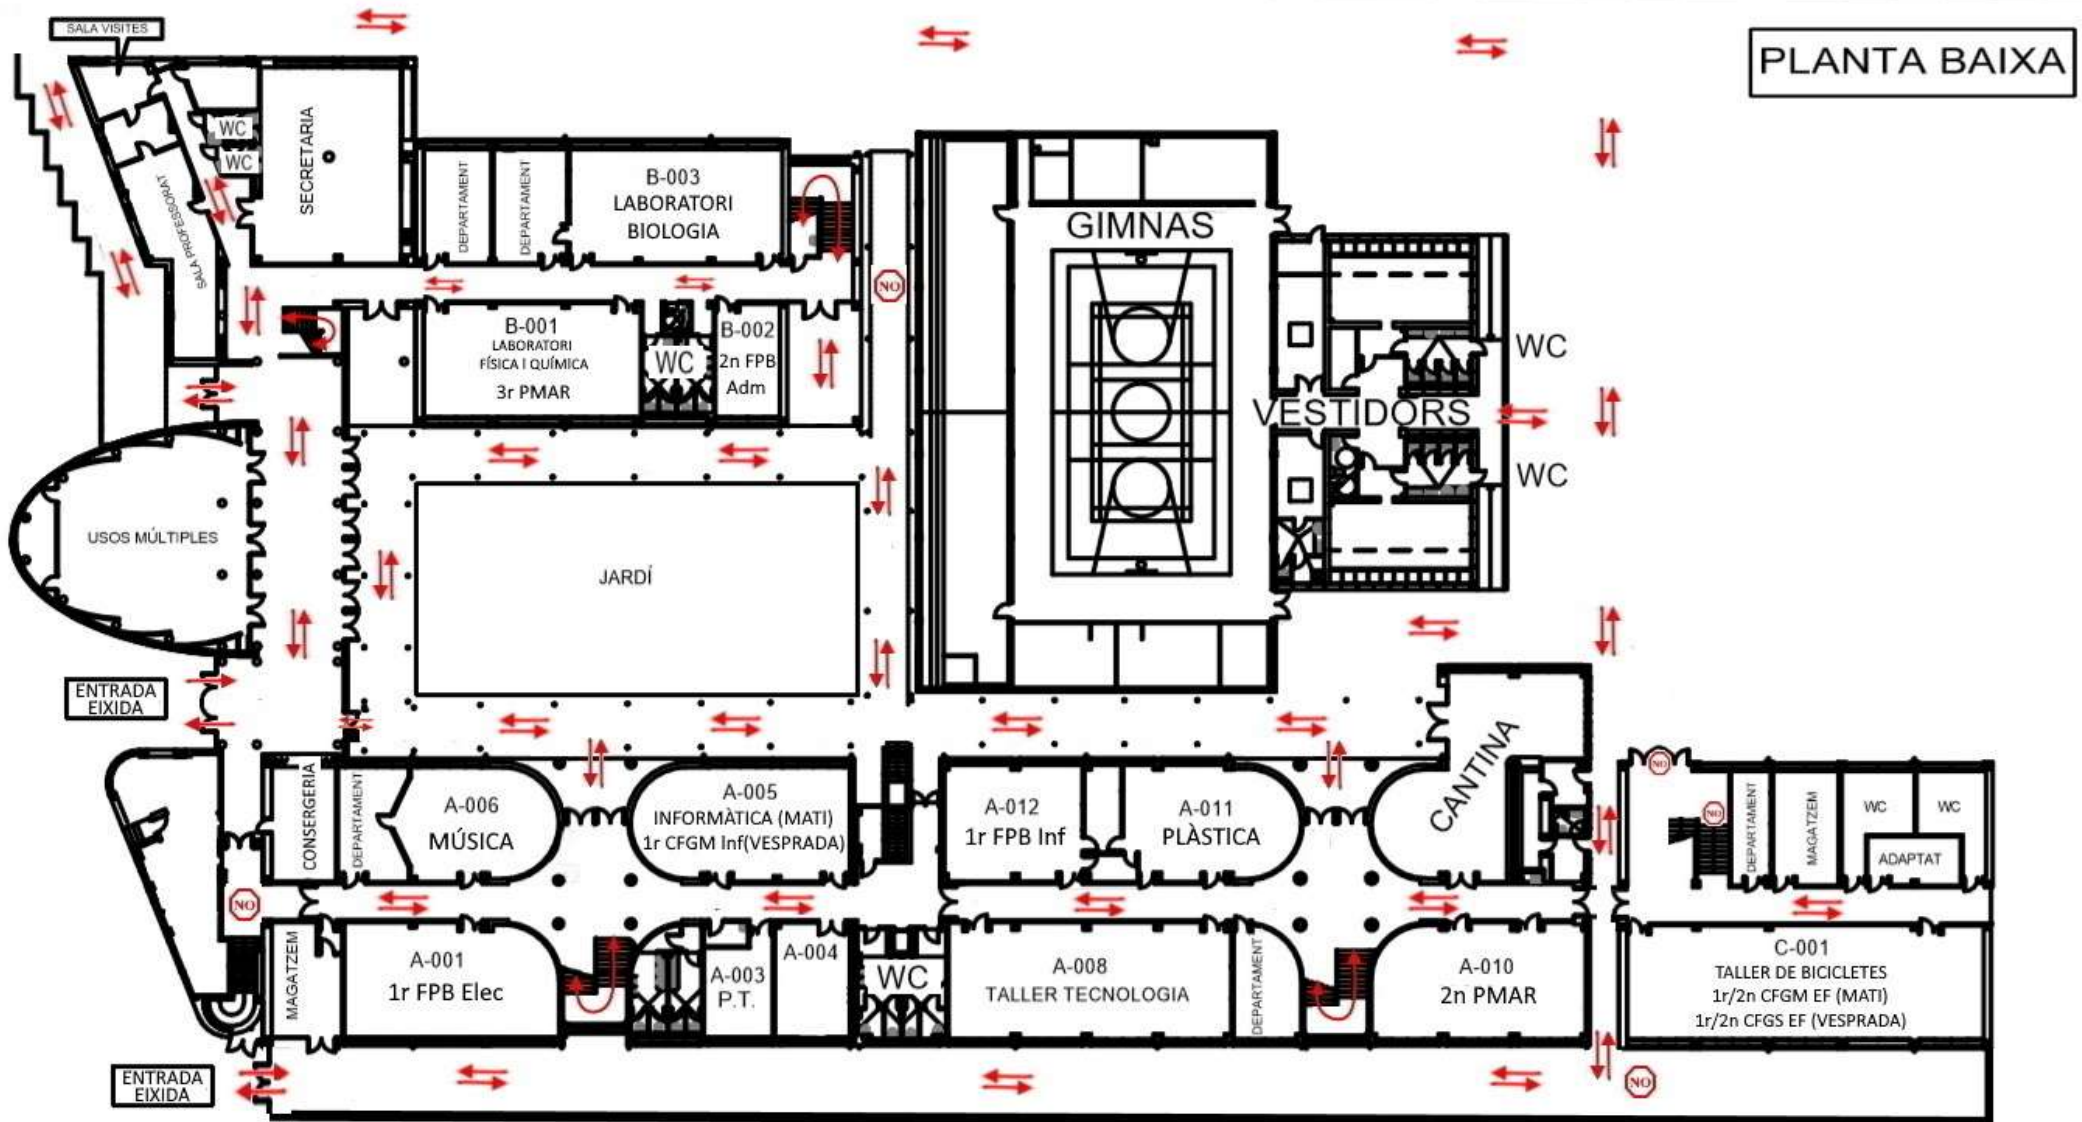 PLANTA BAIXA
SALA VISITES
WC
WC
SECRETARIA
SALA PROFESSORAT
DEPARTAMENT
DEPARTAMENT
B-003
LABORATORI
BIOLOGIA
NO
B-001
LABORATORI
FÍSICA I QUÍMICA
3r PMAR
WC
B-002
2n FPB
Adm
GIMNAS
VESTIDORS
WC
WC
USOS MÚLTIPLES
JARDÍ
ENTRADA
EIXIDA
CONSERGERIA
DEPARTAMENT
A-006
MÚSICA
A-005
INFORMÀTICA (MATI)
1r CFGM Inf(VESPRADA)
A-012
1r FPB Inf
A-011
PLÀSTICA
CANTINA
NO
NO
DEPARTAMENT
MAGATZEM
WC
WC
ADAPTAT
NO
MAGATZEM
A-001
1r FPB Elec
A-003
P.T.
A-004
WC
A-008
TALLER TECNOLOGIA
DEPARTAMENT
A-010
2n PMAR
C-001
TALLER DE BICICLETES
1r/2n CFGM EF (MATI)
1r/2n CFGS EF (VESPRADA)
ENTRADA
EIXIDA
NO